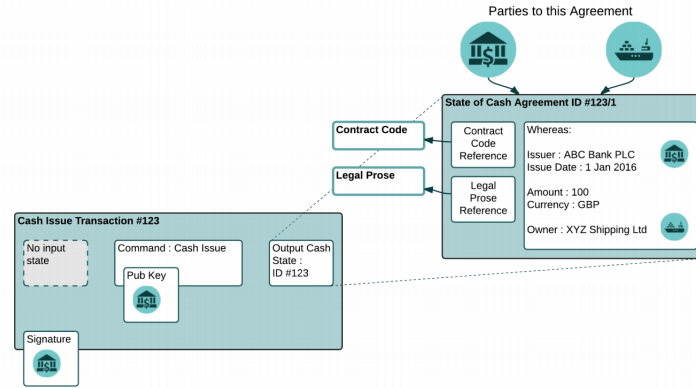 Parties to this Agreement
State of Cash Agreement ID #123/1
Contract Code
Contract
Code
Reference
Whereas:
Issuer : ABC Bank PLC
Issue Date : 1 Jan 2016
Amount : 100
Currency : GBP
Owner : XYZ Shipping Ltd
Legal Prose
Legal
Prose
Reference
Cash Issue Transaction #123
No input
state
Command : Cash Issue
Pub Key
Output Cash
State :
ID #123
Signature